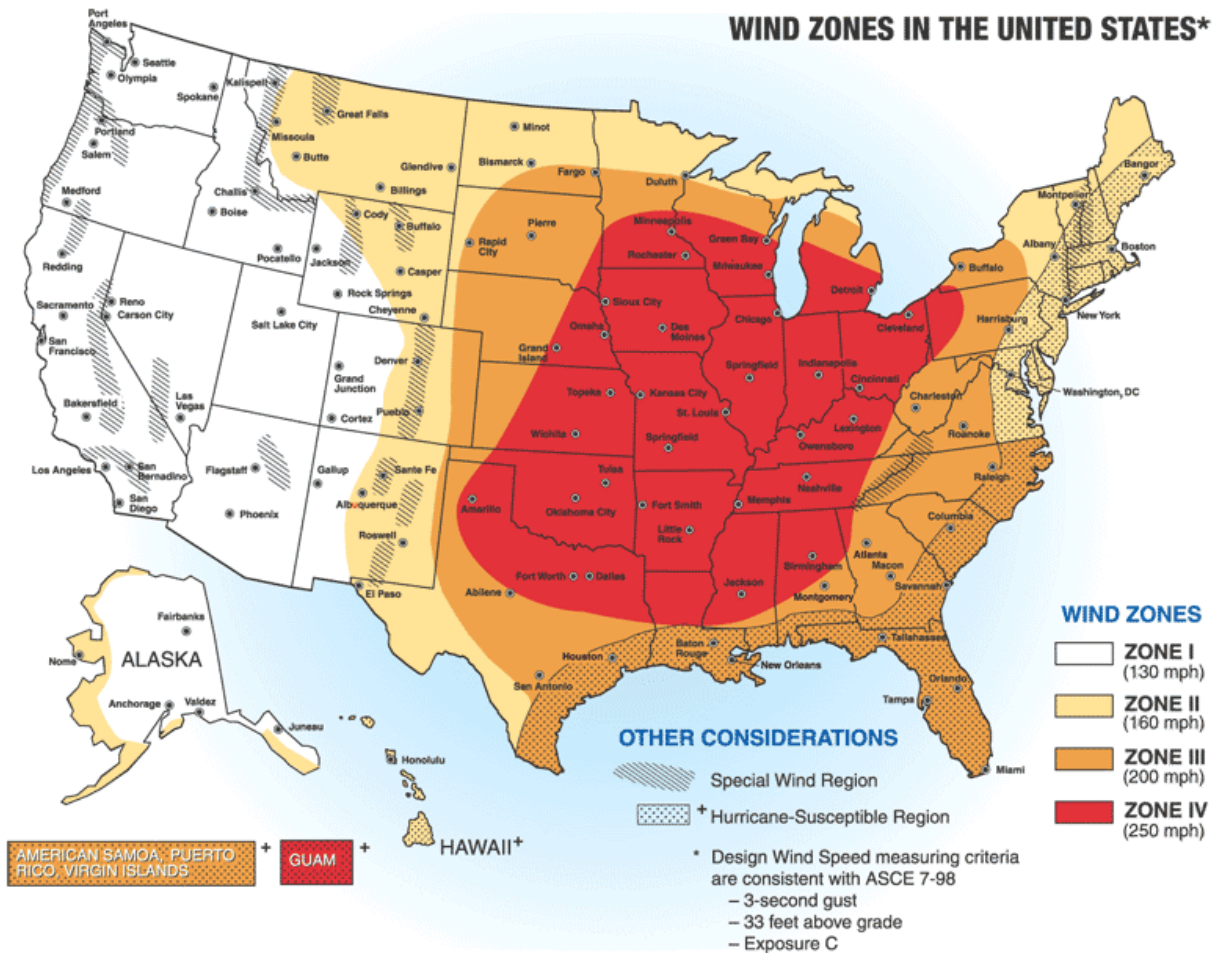 WIND ZONES IN THE UNITED STATES*
Port
Angeles
Seattle
Olympia
Spokane
Kalispell
Great Falls
Missoula
Butte
Glendive
Billings
Minot
Bismarck
Fargo
Duluth
Portland
Salem
Medford
Challis
Boise
Pocatello
Jackson
Cody
Buffalo
Casper
Rock Springs
Cheyenne
Rapid
City
Pierre
Minneapolis
Rochester
Green Bay
Milwaukee
Detroit
Buffalo
Albany
Montpelier
Bangor
Boston
New York
Harrisburg
Washington, DC
Redding
Sacramento
San
Francisco
Reno
Carson City
Salt Lake City
Denver
Grand
Junction
Pueblo
Cortez
Sioux City
Omaha
Grand
Island
Des
Moines
Chicago
Cleveland
Springfield
Indianapolis
Cincinnati
Charleston
Roanoke
Topeka
Kansas City
St. Louis
Lexington
Owensboro
Bakersfield
Las
Vegas
Los Angeles
San
Bernadino
San
Diego
Flagstaff
Phoenix
Gallup
Sante Fe
Albuquerque
Roswell
El Paso
Wichita
Springfield
Tulsa
Amarillo
Oklahoma City
Fort Smith
Little
Rock
Memphis
Nashville
Raleigh
Columbia
Atlanta
Macon
Savannah
Birmingham
Montgomery
Jackson
Fort Worth
Dallas
Abilene
Houston
San Antonio
Baton
Rouge
New Orleans
Tallahassee
Orlando
Tampa
Miami
Fairbanks
Nome
ALASKA
Anchorage
Valdez
Juneau
Honolulu
HAWAII+
AMERICAN SAMOA, PUERTO
RICO, VIRGIN ISLANDS
+
GUAM
+
WIND ZONES
ZONE I
(130 mph)
ZONE II
(160 mph)
ZONE III
(200 mph)
ZONE IV
(250 mph)
OTHER CONSIDERATIONS
Special Wind Region
+ Hurricane-Susceptible Region
* Design Wind Speed measuring criteria
are consistent with ASCE 7-98
– 3-second gust
– 33 feet above grade
– Exposure C